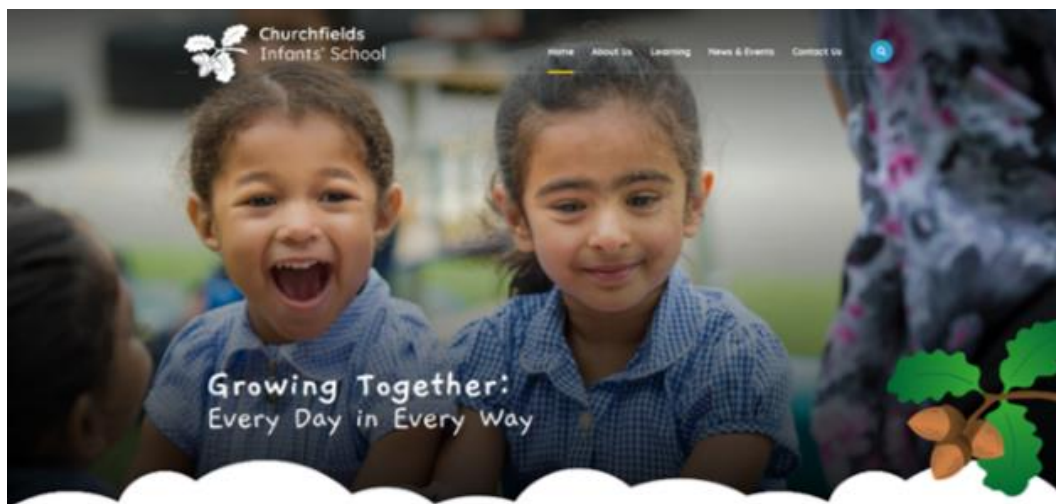 Churchfields
Infants' School
Home About Us Learning News & Events Contact Us
Growing Together:
Every Day in Every Way